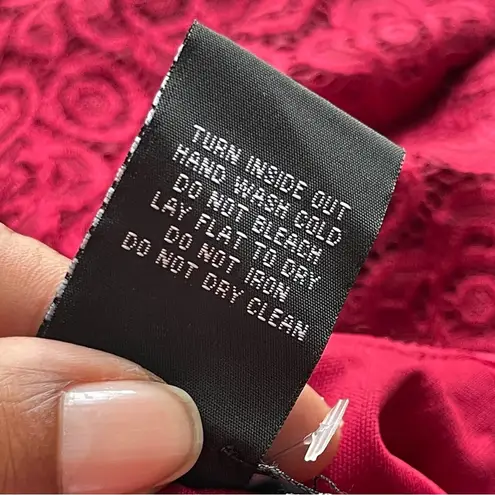 TURN INSIDE OUT
HAND WASH COLD
DO NOT BLEACH
LAY FLAT TO DRY
DO NOT IRON
DO NOT DRY CLEAN